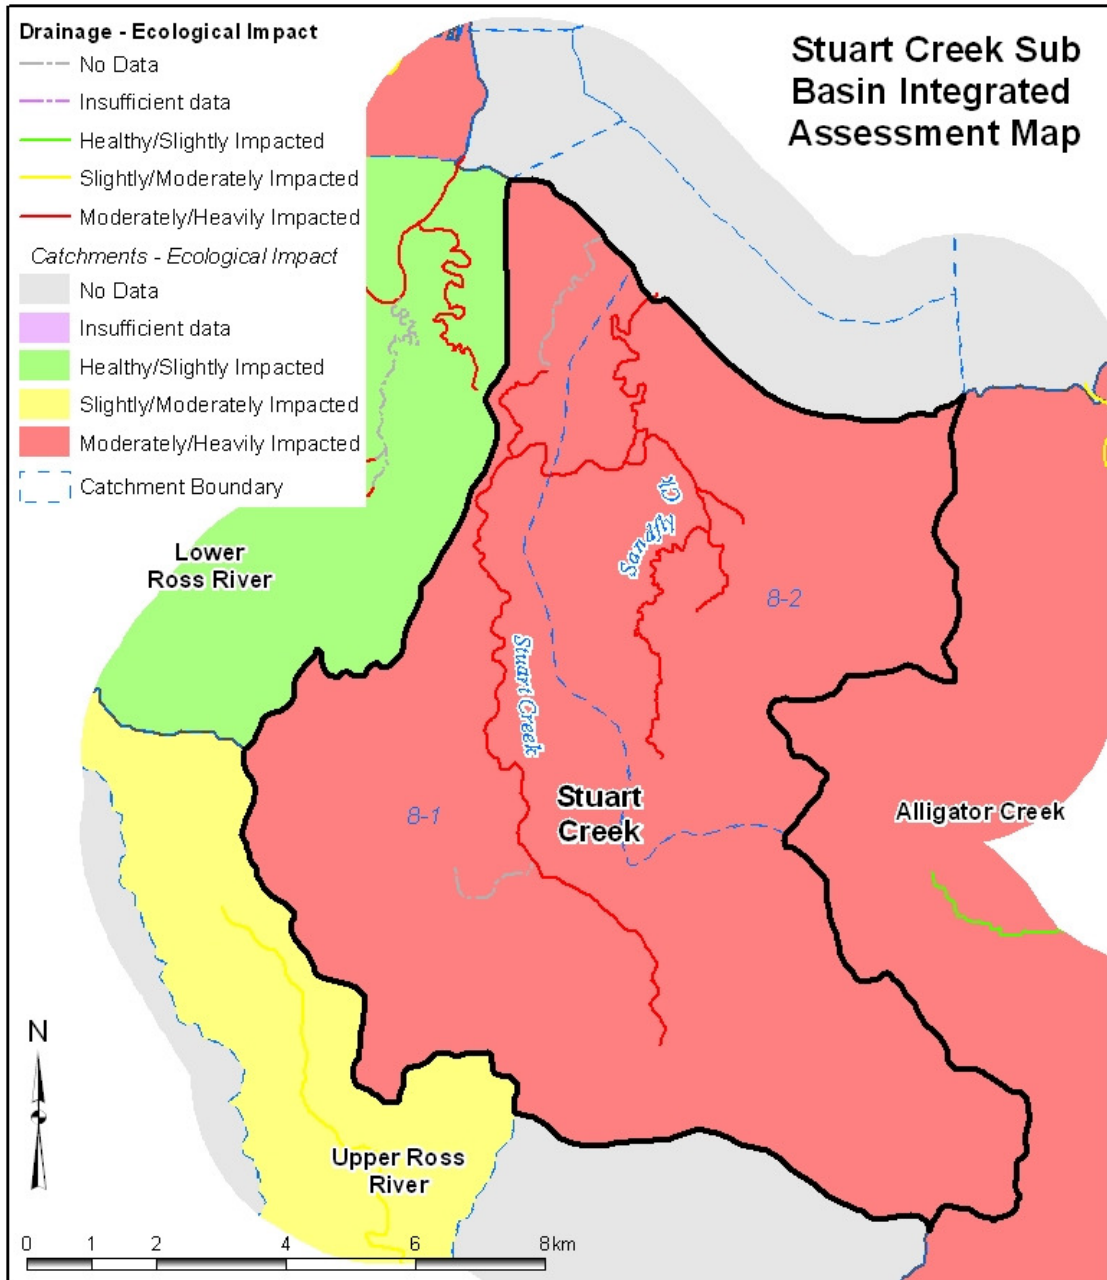 Drainage - Ecological Impact
No Data
Insufficient data
Healthy/Slightly Impacted
Slightly/Moderately Impacted
Moderately/Heavily Impacted
Catchments - Ecological Impact
No Data
Insufficient data
Healthy/Slightly Impacted
Slightly/Moderately Impacted
Moderately/Heavily Impacted
Catchment Boundary
Stuart Creek Sub
Basin Integrated
Assessment Map
Lower
Ross River
Sandfly Ck
8-2
Stuart Creek
8-1
Stuart
Creek
Alligator Creek
Upper Ross
River
N
0 1 2 4 6 8 km